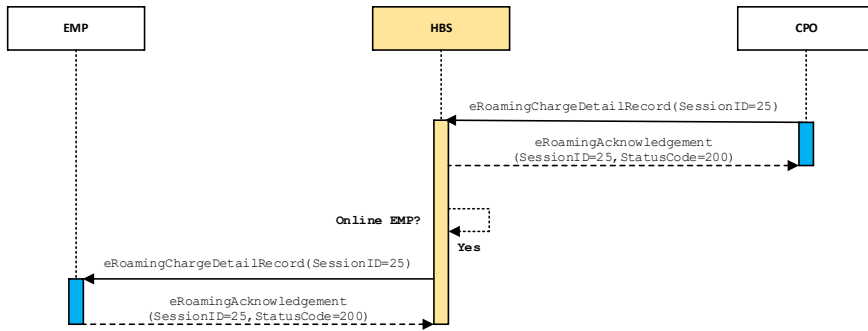 EMP
HBS
CPO
eRoamingChargeDetailRecord(SessionID=25)
eRoamingAcknowledgement
(SessionID=25,StatusCode=200)
Online EMP?
Yes
eRoamingChargeDetailRecord(SessionID=25)
eRoamingAcknowledgement
(SessionID=25,StatusCode=200)